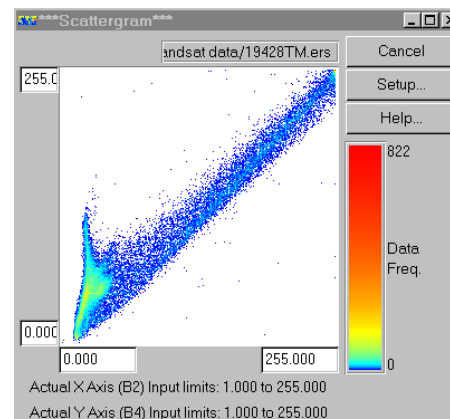 ***Scattergram***
andsat data/19428TM.ers
Cancel
Setup...
Help...
255.0
0.000
0.000
255.000
822
Data
Freq.
0
Actual X Axis (B2) Input limits: 1.000 to 255.000
Actual Y Axis (B4) Input limits: 1.000 to 255.000